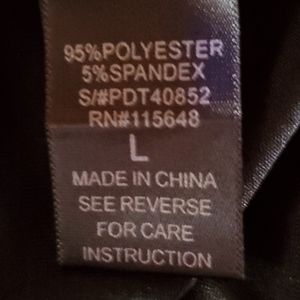 95%POLYESTER
5%SPANDEX
S/#PDT40852
RN#115648
L
MADE IN CHINA
SEE REVERSE
FOR CARE
INSTRUCTION